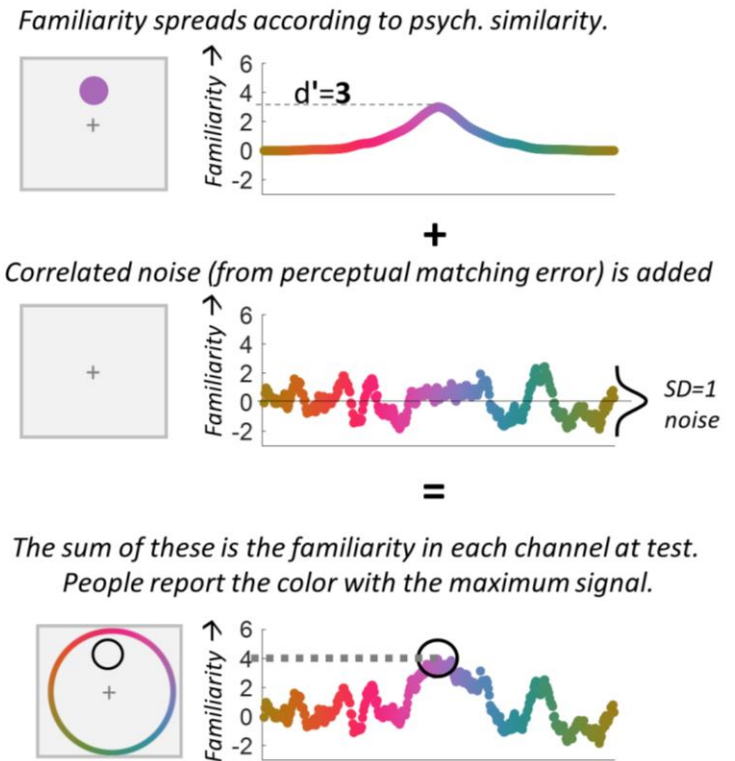 Familiarity spreads according to psych. similarity.
Familiarity →
6
4
2
0
-2
d'=3
+
+
Correlated noise (from perceptual matching error) is added
Familiarity →
6
4
2
0
-2
+
SD=1
noise
=
The sum of these is the familiarity in each channel at test.
People report the color with the maximum signal.
Familiarity →
6
4
2
0
-2
+